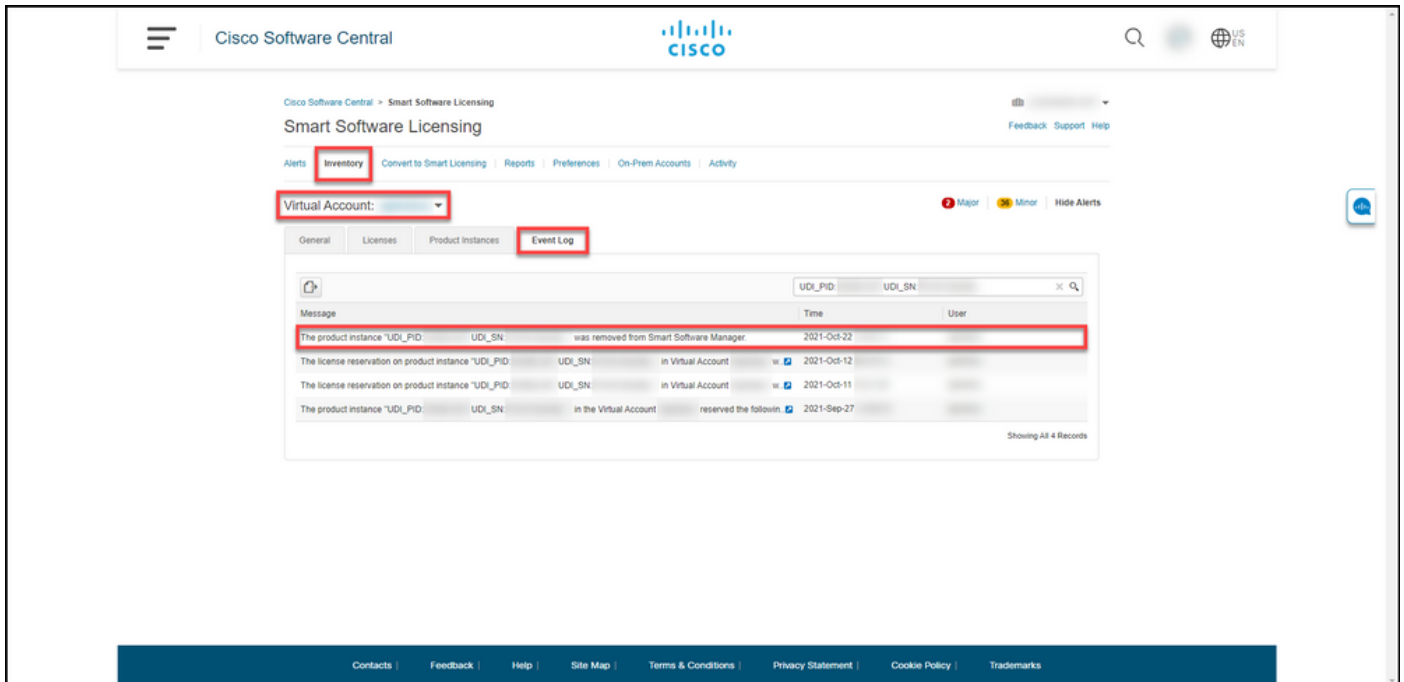 Cisco Software Central
CISCO
US
EN
Cisco Software Central > Smart Software Licensing
Smart Software Licensing
Feedback Support Help
Alerts Inventory Convert to Smart Licensing | Reports | Preferences | On-Prem Accounts | Activity
Virtual Account:
2 Major | 36 Minor | Hide Alerts
General Licenses Product Instances Event Log
UDI_PID: UDI_SN:
Message Time User
The product instance "UDI_PID: UDI_SN: was removed from Smart Software Manager. 2021-Oct-22
The license reservation on product instance "UDI_PID: UDI_SN: in Virtual Account w.. 2021-Oct-12
The license reservation on product instance "UDI_PID: UDI_SN: in Virtual Account w.. 2021-Oct-11
The product instance "UDI_PID: UDI_SN: in the Virtual Account reserved the followin.. 2021-Sep-27
Showing All 4 Records
Contacts | Feedback | Help | Site Map | Terms & Conditions | Privacy Statement | Cookie Policy | Trademarks